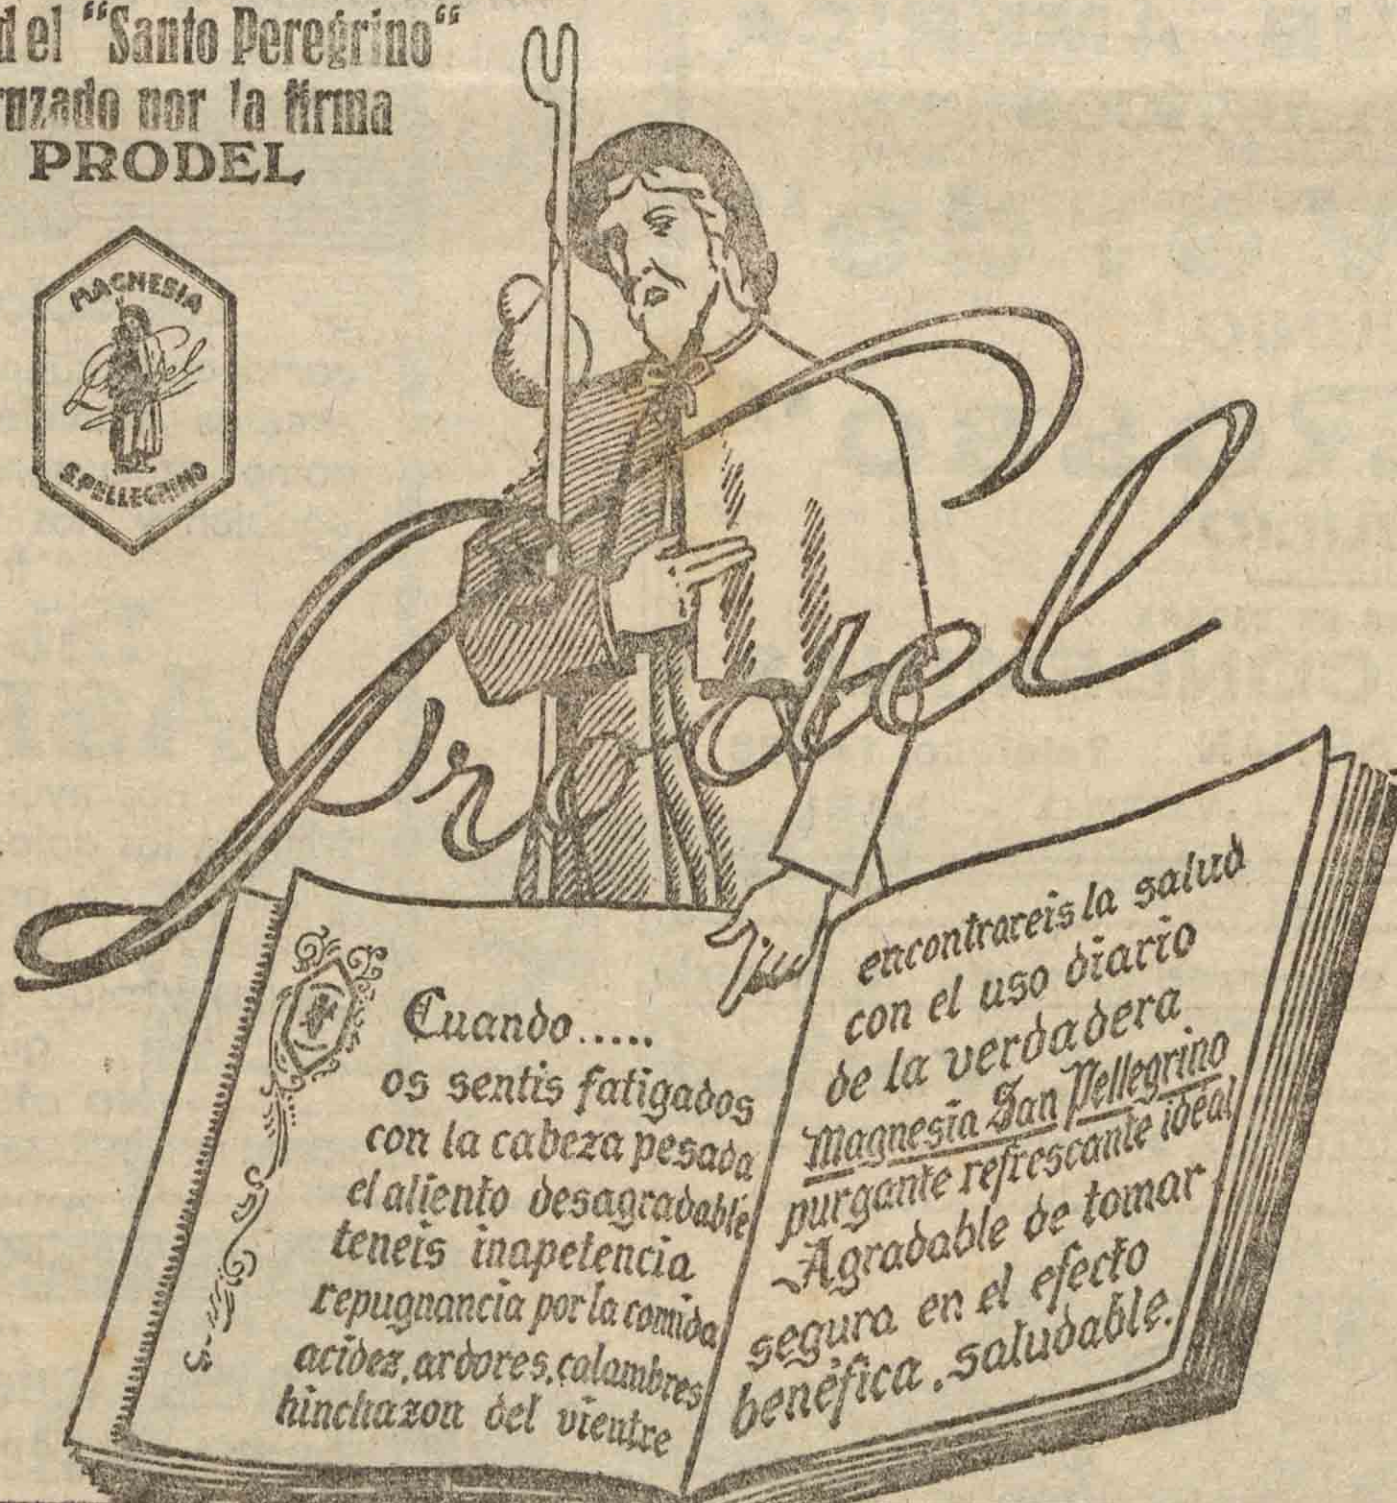 del “Santo Peregrino“
ruzado por la firma
PRODEL
MAGNESIA
Prodel
S. PELLEGRINO
Prodel
Cuando.....
os sentis fatigados
con la cabeza pesada
el aliento desagradable
teneis inapetencia
repugnancia por la comida
acidez, ardores, calambres
hinchazon del vientre
encontrareis la salud
con el uso diario
de la verdadera
Magnesia San Pellegrino
purgante refrescante ideal
Agradable de tomar
segura en el efecto
benéfica, saludable.